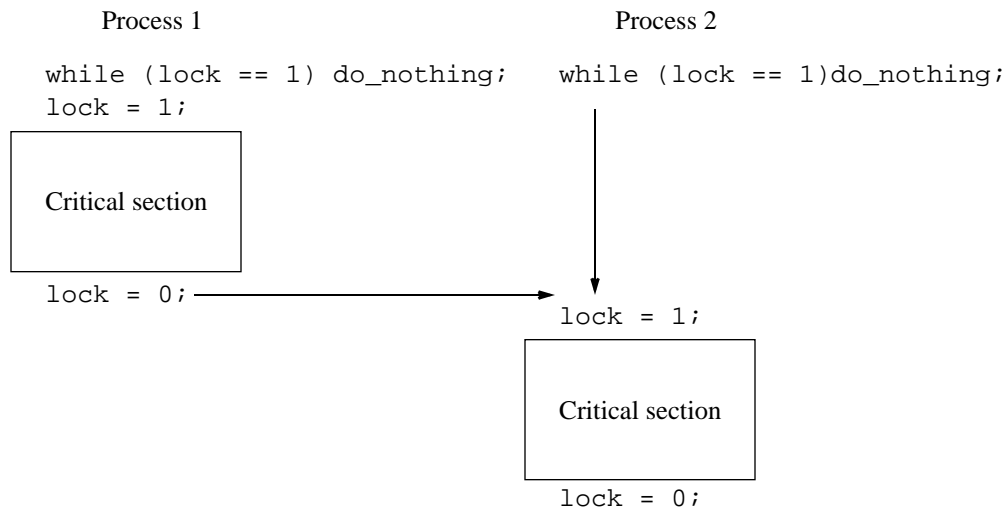 Process 1
Process 2
while (lock == 1) do_nothing;
while (lock == 1)do_nothing;
lock = 1;
Critical section
lock = 0;
lock = 1;
Critical section
lock = 0;